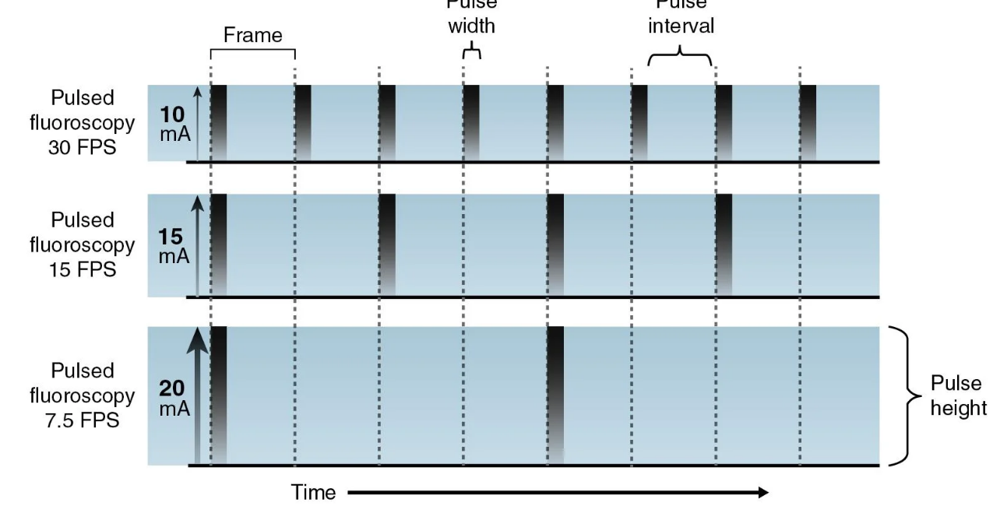 Pulse
width
Pulse
interval
Frame
Pulsed
fluoroscopy
30 FPS
10
mA
Pulsed
fluoroscopy
15 FPS
15
mA
Pulsed
fluoroscopy
7.5 FPS
20
mA
Pulse
height
Time